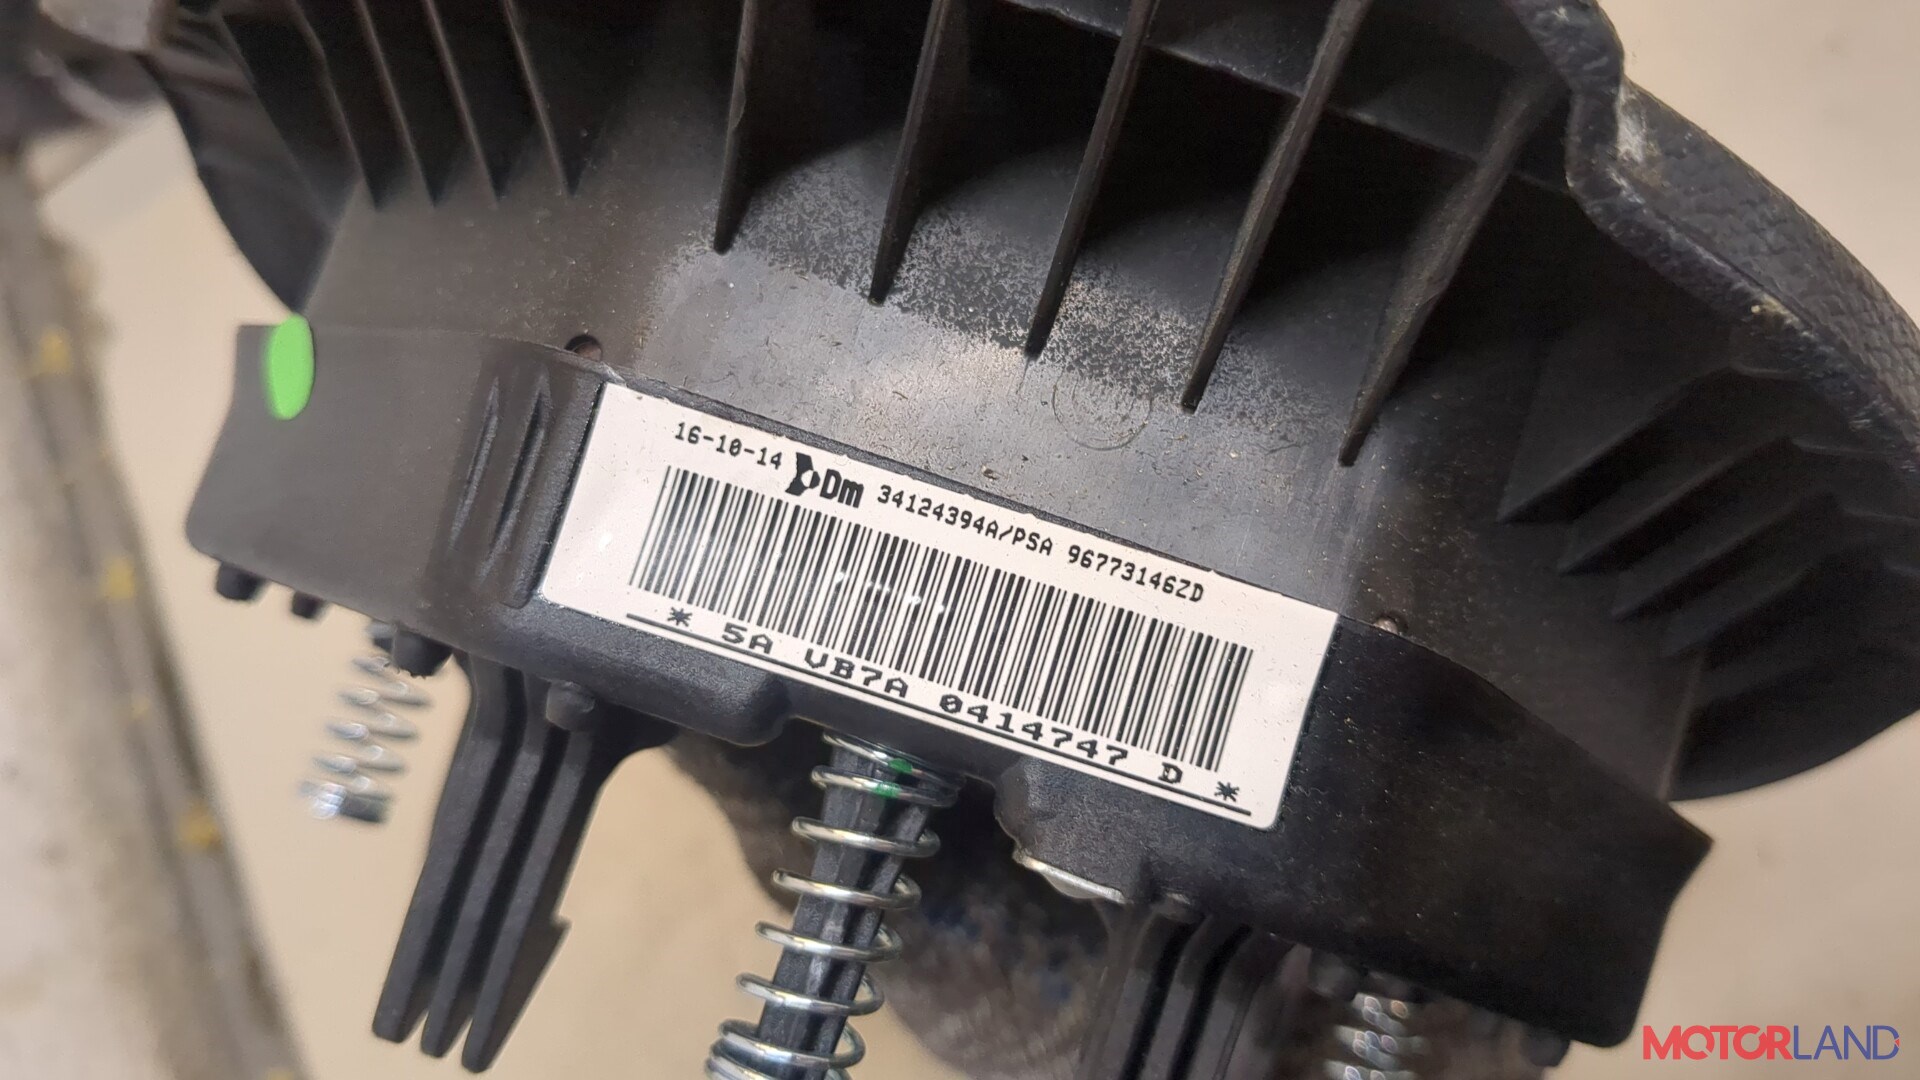 16-10-14 Dm 34124394A/PSA 96773146ZD
* 5A VB7A 0414747 D *
MOTORLAND